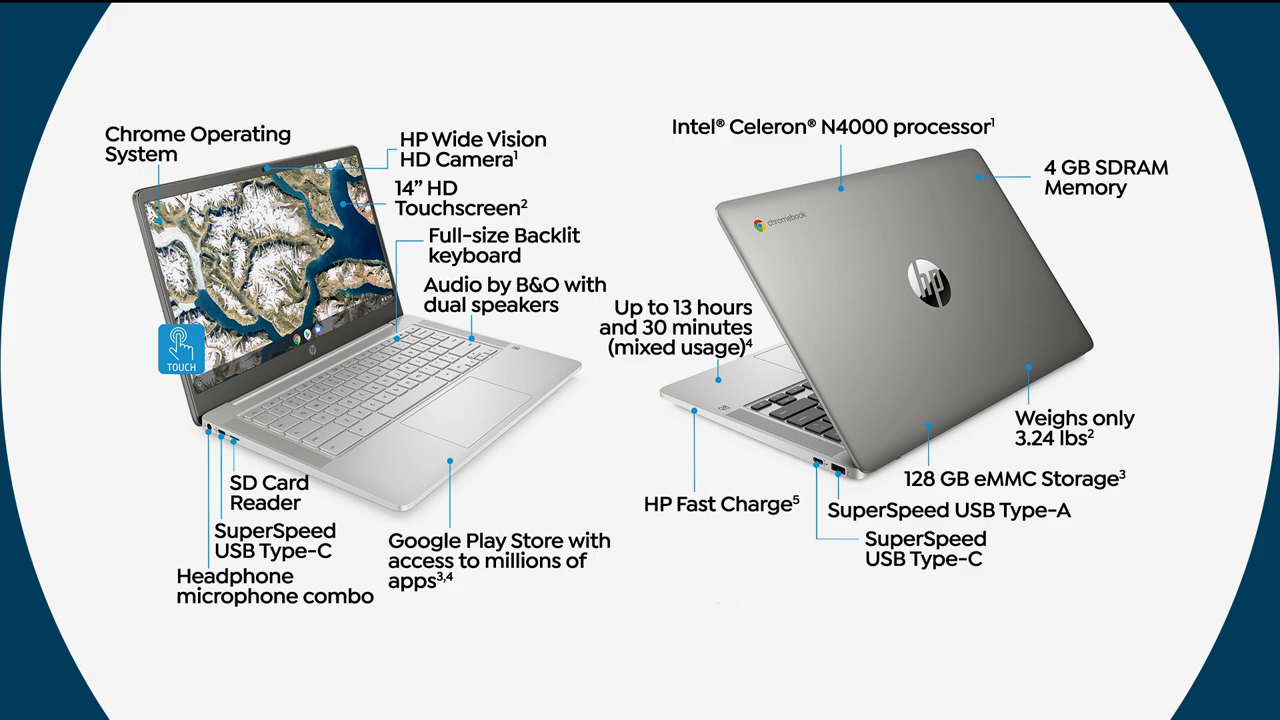 Chrome Operating
System
HP Wide Vision
HD Camera¹
14” HD
Touchscreen²
Full-size Backlit
keyboard
Audio by B&O with
dual speakers
TOUCH
hp
SD Card
Reader
SuperSpeed
USB Type-C
Headphone
microphone combo
Google Play Store with
access to millions of
apps³,⁴
Intel® Celeron® N4000 processor¹
4 GB SDRAM
Memory
chromebook
hp
Up to 13 hours
and 30 minutes
(mixed usage)⁴
Weighs only
3.24 lbs²
128 GB eMMC Storage³
HP Fast Charge⁵
SuperSpeed USB Type-A
SuperSpeed
USB Type-C